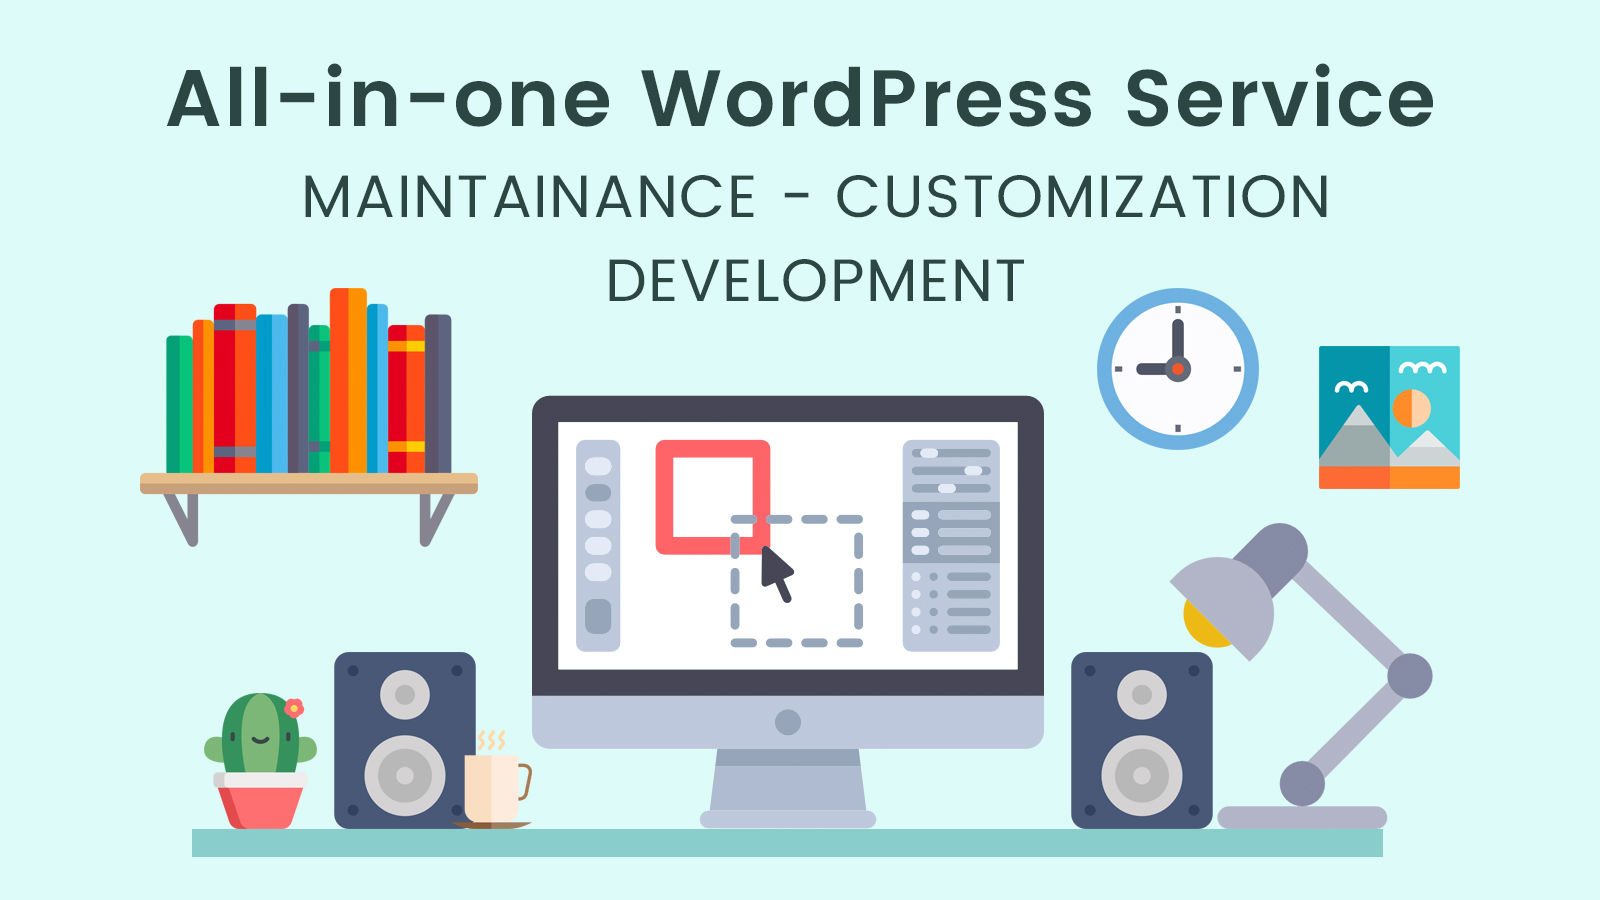 All-in-one WordPress Service
MAINTAINANCE - CUSTOMIZATION
DEVELOPMENT